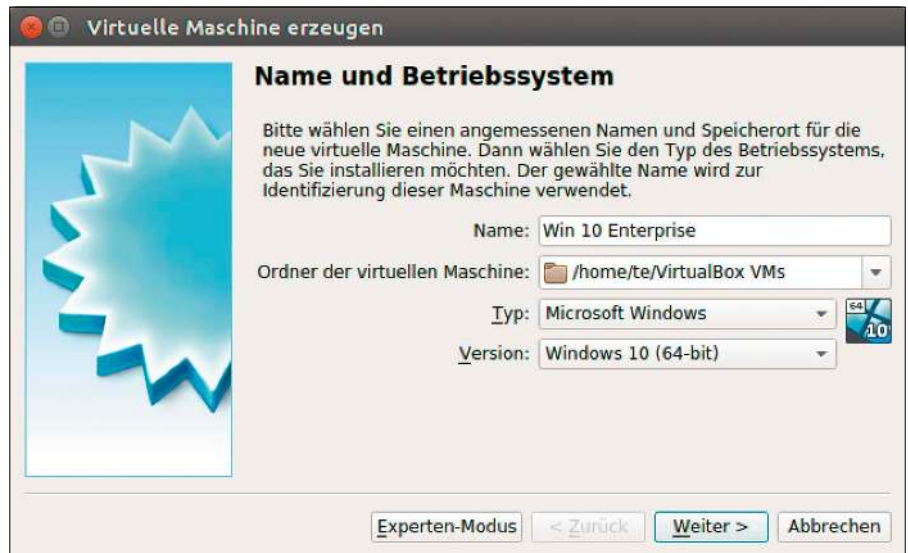 Virtuelle Maschine erzeugen
Name und Betriebssystem
Bitte wählen Sie einen angemessenen Namen und Speicherort für die
neue virtuelle Maschine. Dann wählen Sie den Typ des Betriebssystems,
das Sie installieren möchten. Der gewählte Name wird zur
Identifizierung dieser Maschine verwendet.
Name: Win 10 Enterprise
Ordner der virtuellen Maschine: /home/te/VirtualBox VMs
Typ: Microsoft Windows
64
10
Version: Windows 10 (64-bit)
Experten-Modus < Zurück Weiter > Abbrechen